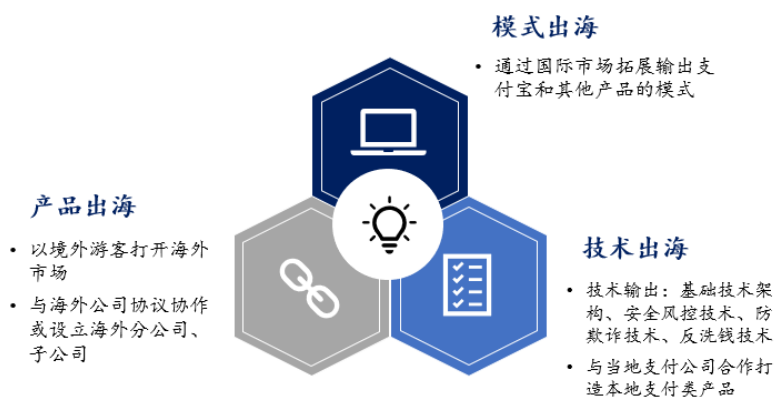 模式出海
• 通过国际市场拓展输出支
付宝和其他产品的模式
产品出海
• 以境外游客打开海外
市场
• 与海外公司协议协作
或设立海外分公司、
子公司
技术出海
• 技术输出：基础技术架
构、安全风控技术、防
欺诈技术、反洗钱技术
• 与当地支付公司合作打
造本地支付类产品